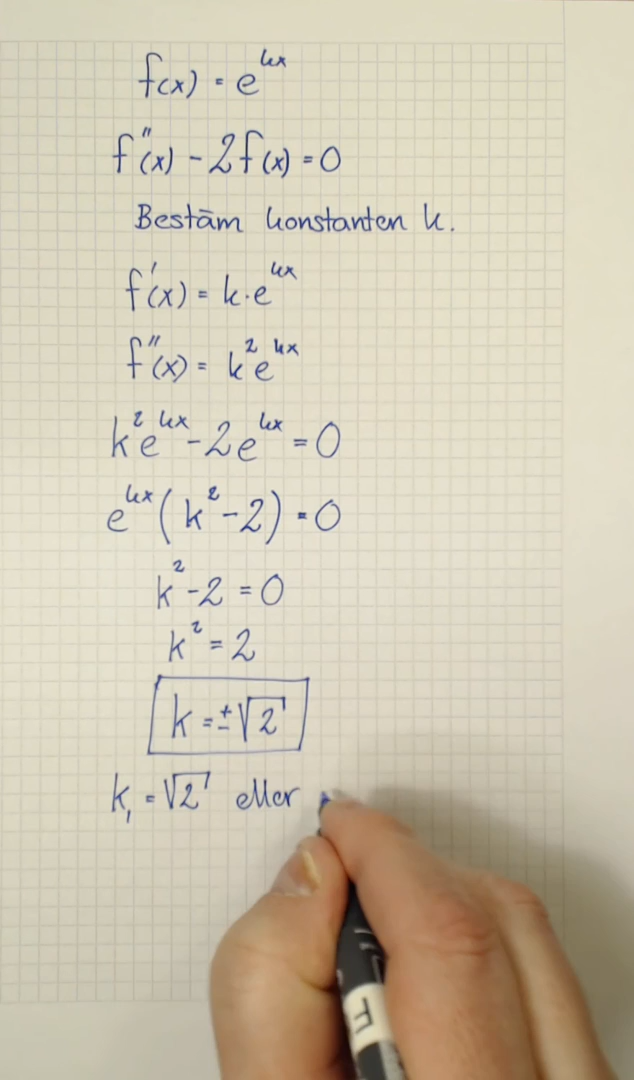 f(x) = e^{kx}
f''(x) - 2f(x) = 0
Bestäm konstanten k.
f'(x) = k·e^{kx}
f''(x) = k²e^{kx}
k²e^{kx} - 2e^{kx} = 0
e^{kx}(k² - 2) = 0
k² - 2 = 0
k² = 2
k = ±√2
k₁ = √2 eller
F